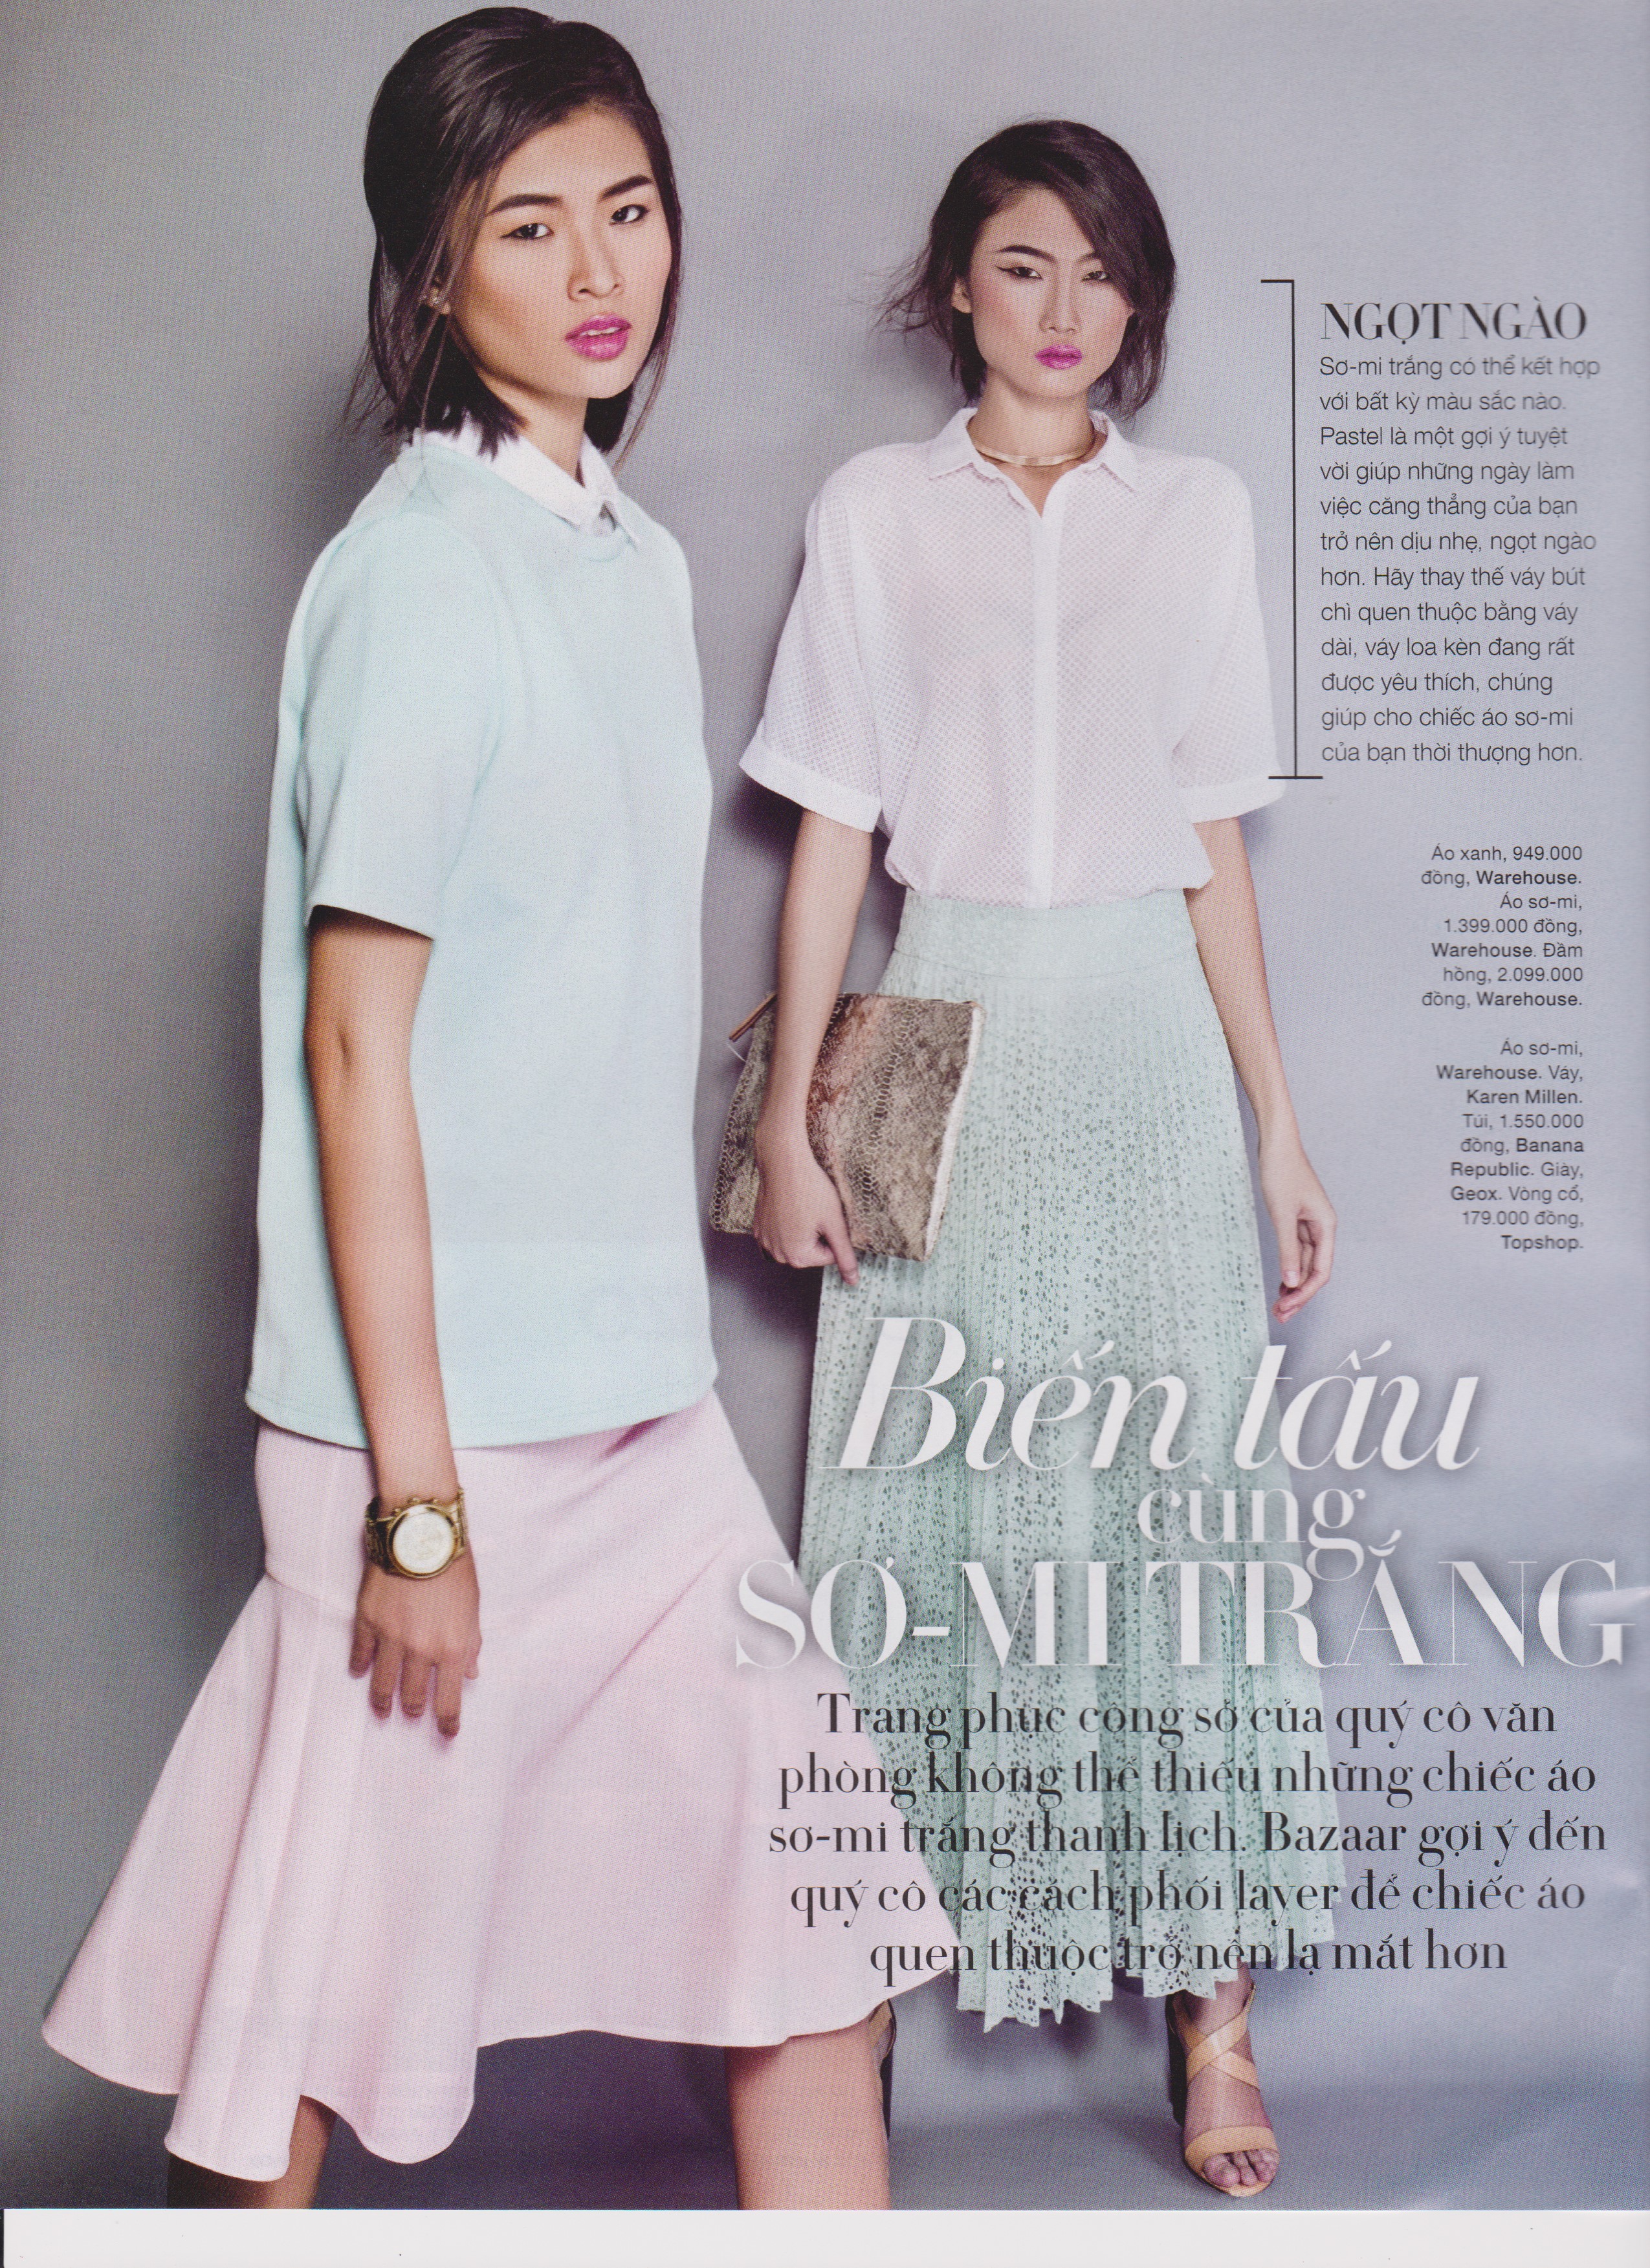 NGỌT NGÀO
Sơ-mi trắng có thể kết hợp
với bất kỳ màu sắc nào.
Pastel là một gợi ý tuyệt
vời giúp những ngày làm
việc căng thẳng của bạn
trở nên dịu nhẹ, ngọt ngào
hơn. Hãy thay thế váy bút
chì quen thuộc bằng váy
dài, váy loa kèn đang rất
được yêu thích, chúng
giúp cho chiếc áo sơ-mi
của bạn thời thượng hơn.
Áo xanh, 949.000
đồng, Warehouse.
Áo sơ-mi,
1.399.000 đồng,
Warehouse. Đầm
hồng, 2.099.000
đồng, Warehouse.
Áo sơ-mi,
Warehouse. Váy,
Karen Millen.
Túi, 1.550.000
đồng, Banana
Republic. Giày,
Geox. Vòng cổ,
179.000 đồng,
Topshop.
Biến tấu
cùng
SƠ-MI TRẮNG
Trang phục công sở của quý cô văn
phòng không thể thiếu những chiếc áo
sơ-mi trắng thanh lịch. Bazaar gợi ý đến
quý cô các cách phối layer để chiếc áo
quen thuộc trở nên lạ mắt hơn